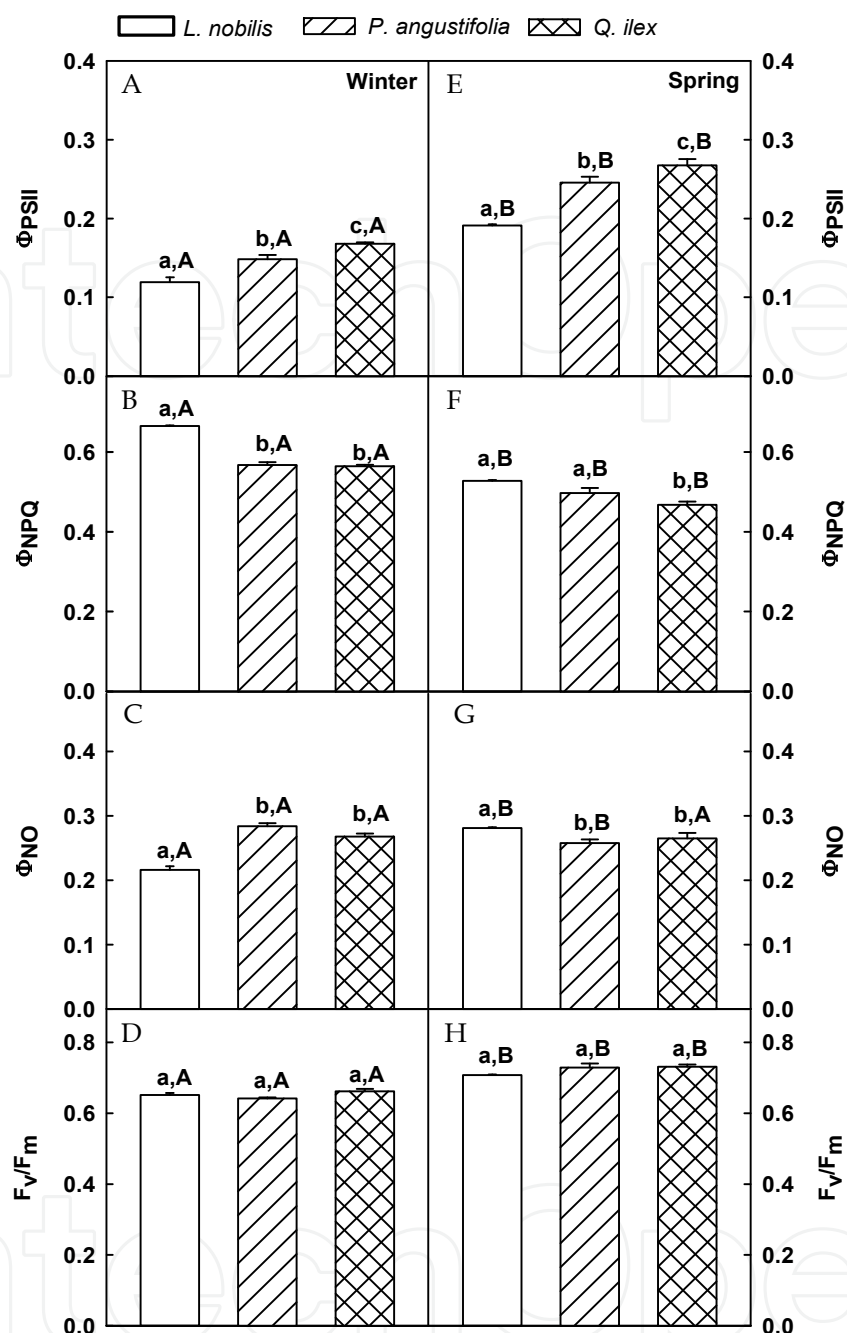 L. nobilis P. angustifolia Q. ilex
0.4 A Winter E Spring 0.4
0.3 c,B 0.3
b,B
ΦPSII 0.2 a,A b,A c,A a,B 0.2 ΦPSII
0.1 0.1
0.0 0.0
B a,A F
0.6 b,A b,A a,B a,B b,B 0.6
ΦNPQ 0.4 0.4 ΦNPQ
0.2 0.2
0.0 0.0
C G
0.4 0.4
0.3 b,A b,A a,B b,B b,A 0.3
ΦNO 0.2 a,A 0.2 ΦNO
0.1 0.1
0.0 0.0
D H
0.8 0.8
a,A a,A a,A a,B a,B a,B
0.6 0.6
Fv/Fm 0.4 0.4 Fv/Fm
0.2 0.2
0.0 0.0